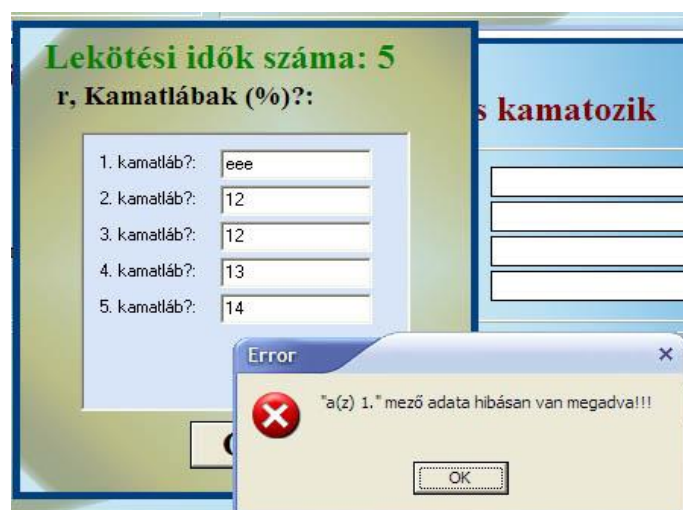 Lekötési idők száma: 5
r, Kamatlábak (%)?:
s kamatozik
1. kamatláb?: eee
2. kamatláb?: 12
3. kamatláb?: 12
4. kamatláb?: 13
5. kamatláb?: 14
Error
"a(z) 1." mező adata hibásan van megadva!!!
OK